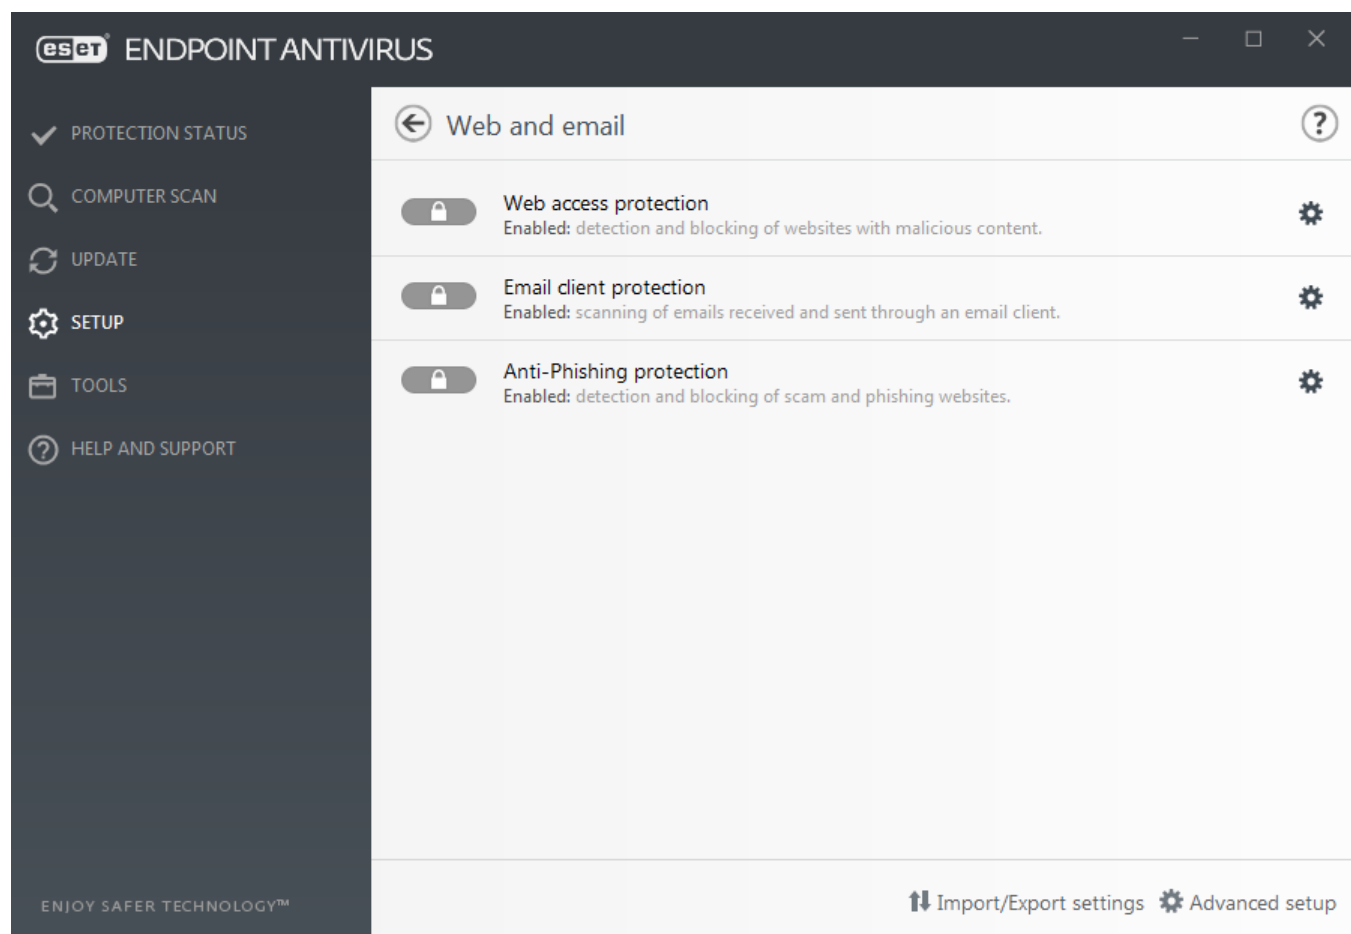 eset ENDPOINT ANTIVIRUS
PROTECTION STATUS
COMPUTER SCAN
UPDATE
SETUP
TOOLS
HELP AND SUPPORT
ENJOY SAFER TECHNOLOGY™
Web and email
?
Web access protection
Enabled: detection and blocking of websites with malicious content.
Email client protection
Enabled: scanning of emails received and sent through an email client.
Anti-Phishing protection
Enabled: detection and blocking of scam and phishing websites.
Import/Export settings Advanced setup